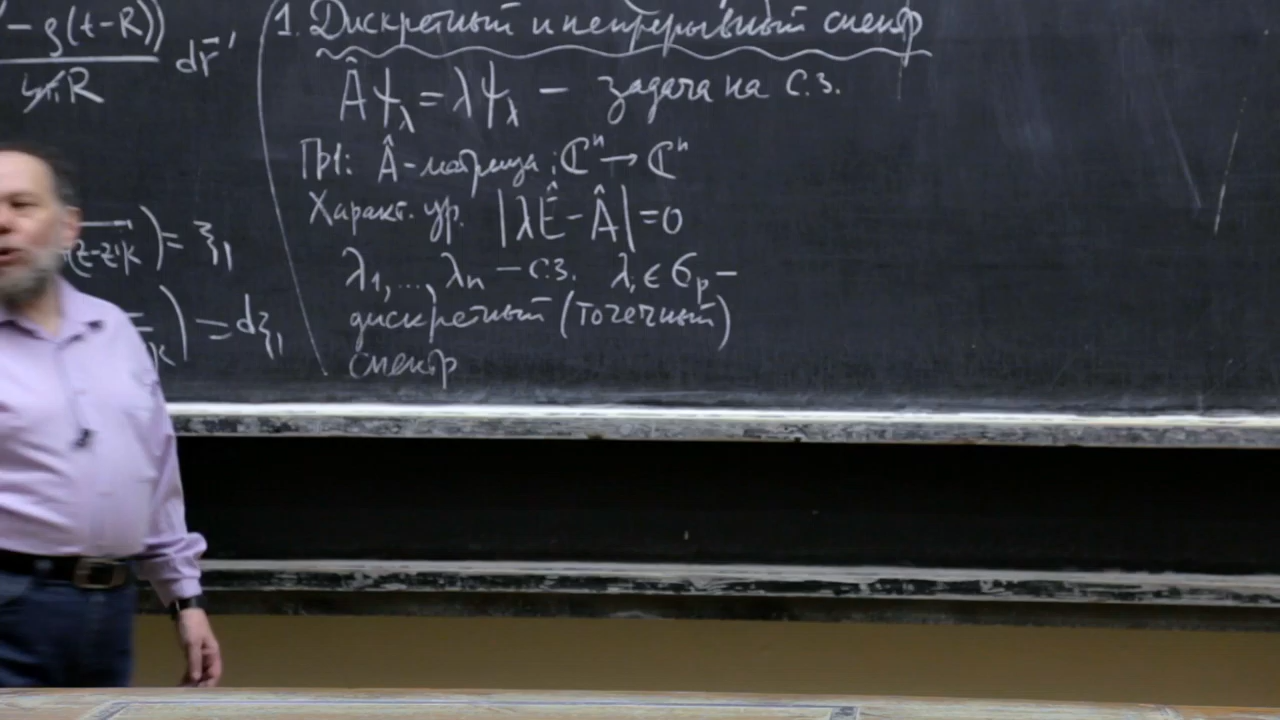 – ρ(t–R))
4πR
dr̄'
(z–z')k ) = ξ₁
) = dξ₁
1. Дискретный и непрерывный спектр
Âψ_λ = λψ_λ – задача на с.з.
Пр1: Â-матрица; ℂⁿ → ℂⁿ
Характ. ур. |λÊ – Â| = 0
λ₁,..., λₙ – с.з. λᵢ ∈ σ_p –
дискретный (точечный)
спектр